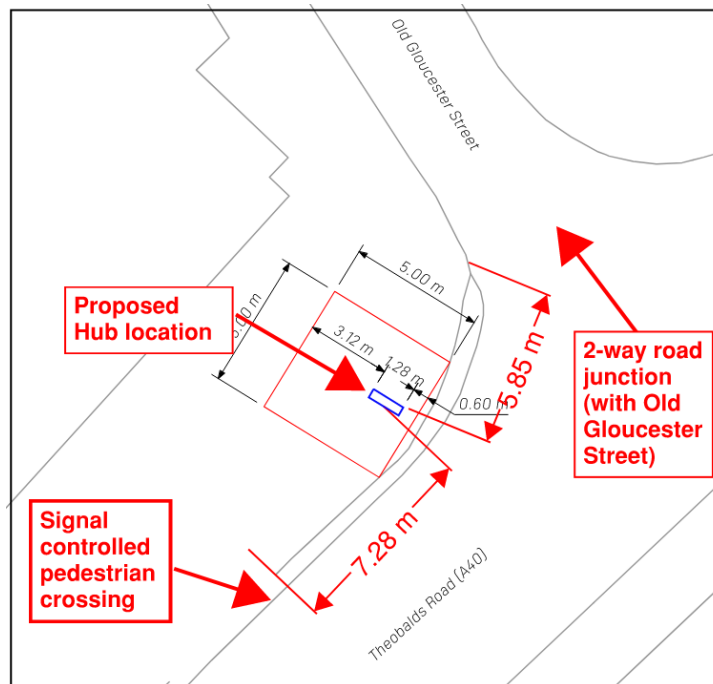 Old Gloucester
Street
5.00 m
Proposed
Hub location
3.12 m
1.28 m
0.60 m
5.85 m
2-way road
junction
(with Old
Gloucester
Street)
7.28 m
Signal
controlled
pedestrian
crossing
Theobalds Road (A40)